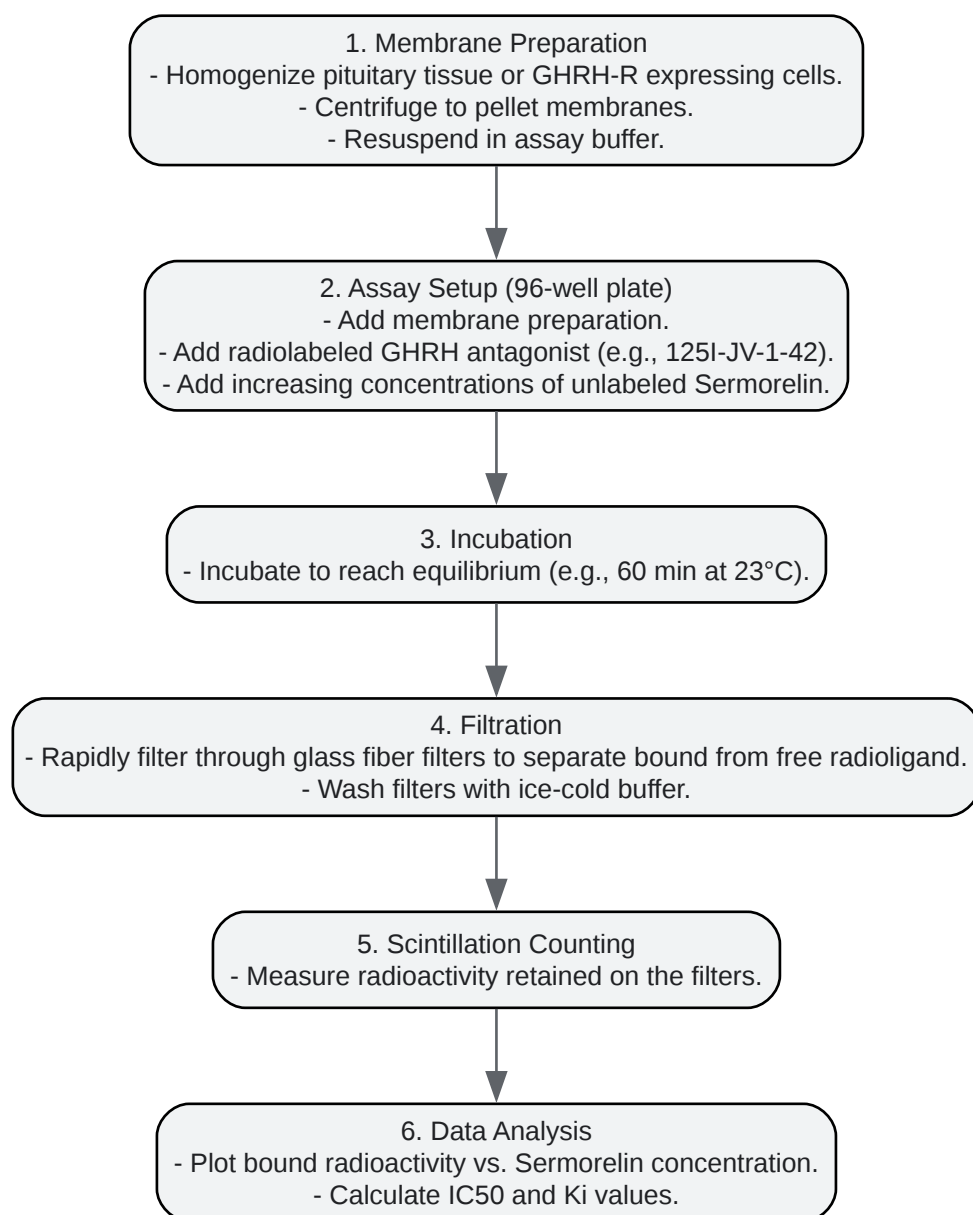 1. Membrane Preparation
- Homogenize pituitary tissue or GHRH-R expressing cells.
- Centrifuge to pellet membranes.
- Resuspend in assay buffer.
2. Assay Setup (96-well plate)
- Add membrane preparation.
- Add radiolabeled GHRH antagonist (e.g., 125I-JV-1-42).
- Add increasing concentrations of unlabeled Sermorelin.
3. Incubation
- Incubate to reach equilibrium (e.g., 60 min at 23°C).
4. Filtration
- Rapidly filter through glass fiber filters to separate bound from free radioligand.
- Wash filters with ice-cold buffer.
5. Scintillation Counting
- Measure radioactivity retained on the filters.
6. Data Analysis
- Plot bound radioactivity vs. Sermorelin concentration.
- Calculate IC50 and Ki values.